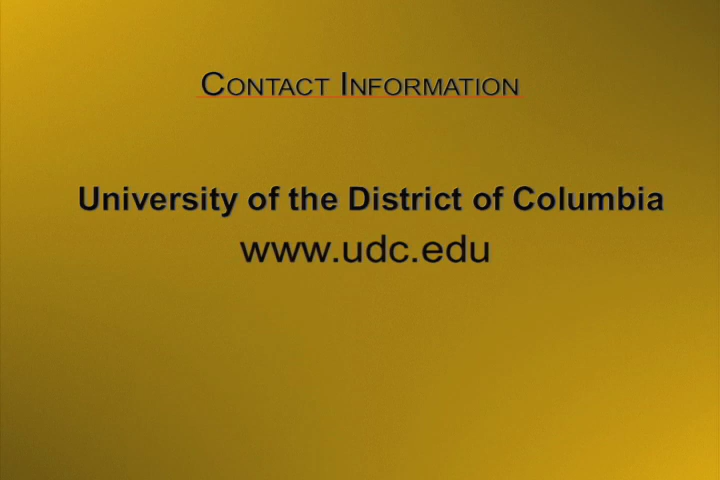 Contact Information
University of the District of Columbia
www.udc.edu